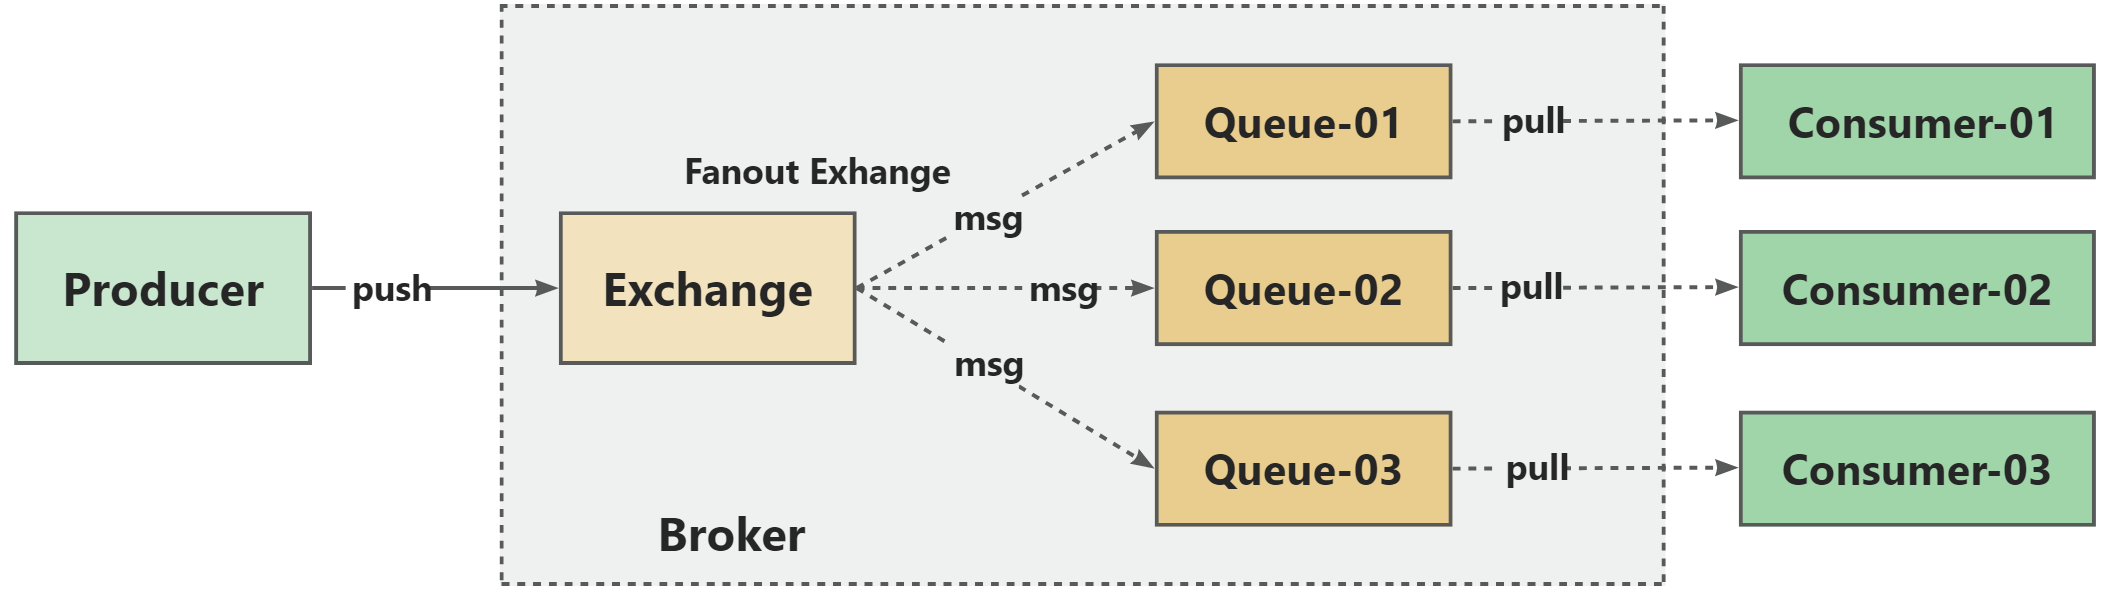 Producer
push
Fanout Exhange
Exchange
msg
msg
msg
Queue-01
Queue-02
Queue-03
pull
pull
pull
Consumer-01
Consumer-02
Consumer-03
Broker